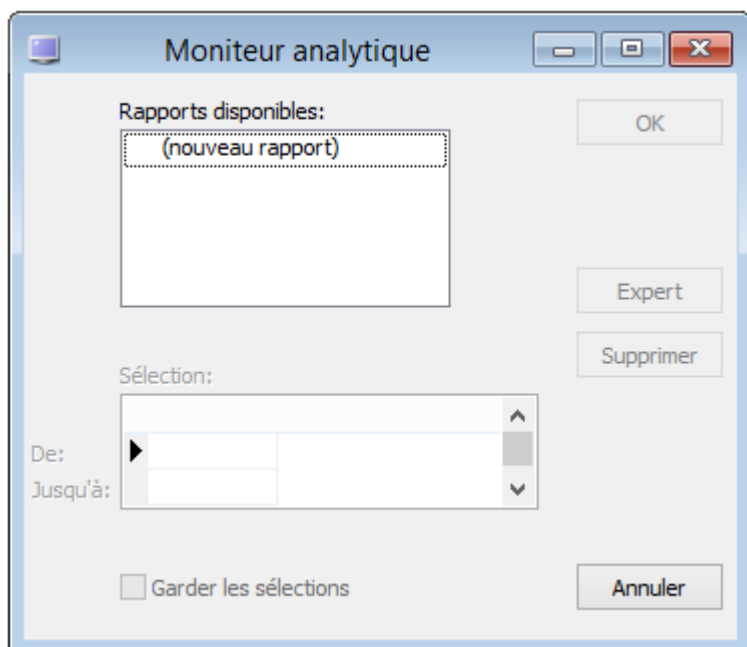 Moniteur analytique
Rapports disponibles:
OK
(nouveau rapport)
Expert
Supprimer
Sélection:
De:
Jusqu'à:
Garder les sélections
Annuler